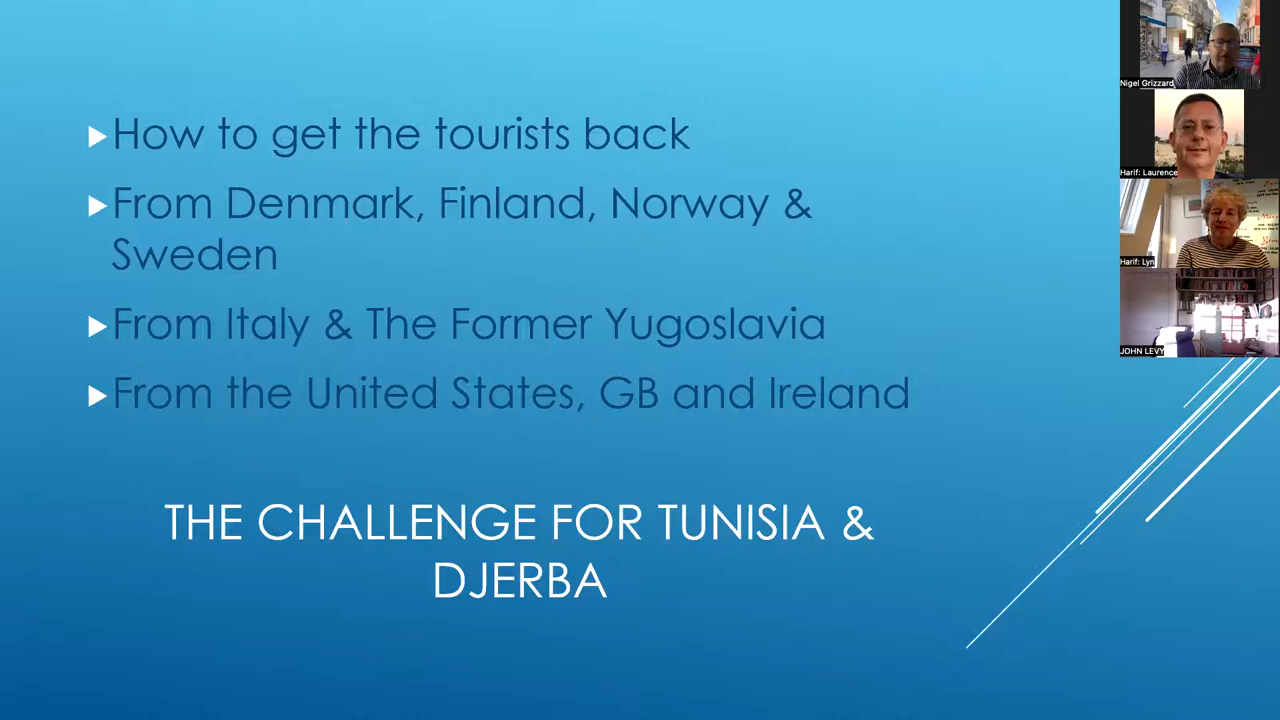 How to get the tourists back
From Denmark, Finland, Norway &
Sweden
From Italy & The Former Yugoslavia
From the United States, GB and Ireland
THE CHALLENGE FOR TUNISIA &
DJERBA
Nigel Grizzard
Harif: Laurence
Harif: Lyn
JOHN LEVY